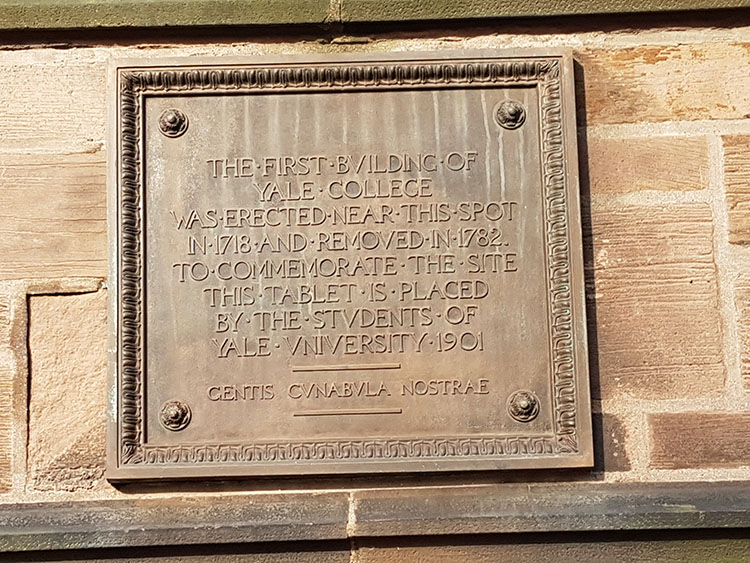 THE·FIRST·BVILDING·OF
YALE·COLLEGE
WAS·ERECTED·NEAR·THIS·SPOT
IN·1718·AND·REMOVED·IN·1782.
TO·COMMEMORATE·THE·SITE
THIS·TABLET·IS·PLACED
BY·THE·STVDENTS·OF
YALE·VNIVERSITY·1901
GENTIS CVNABVLA NOSTRAE